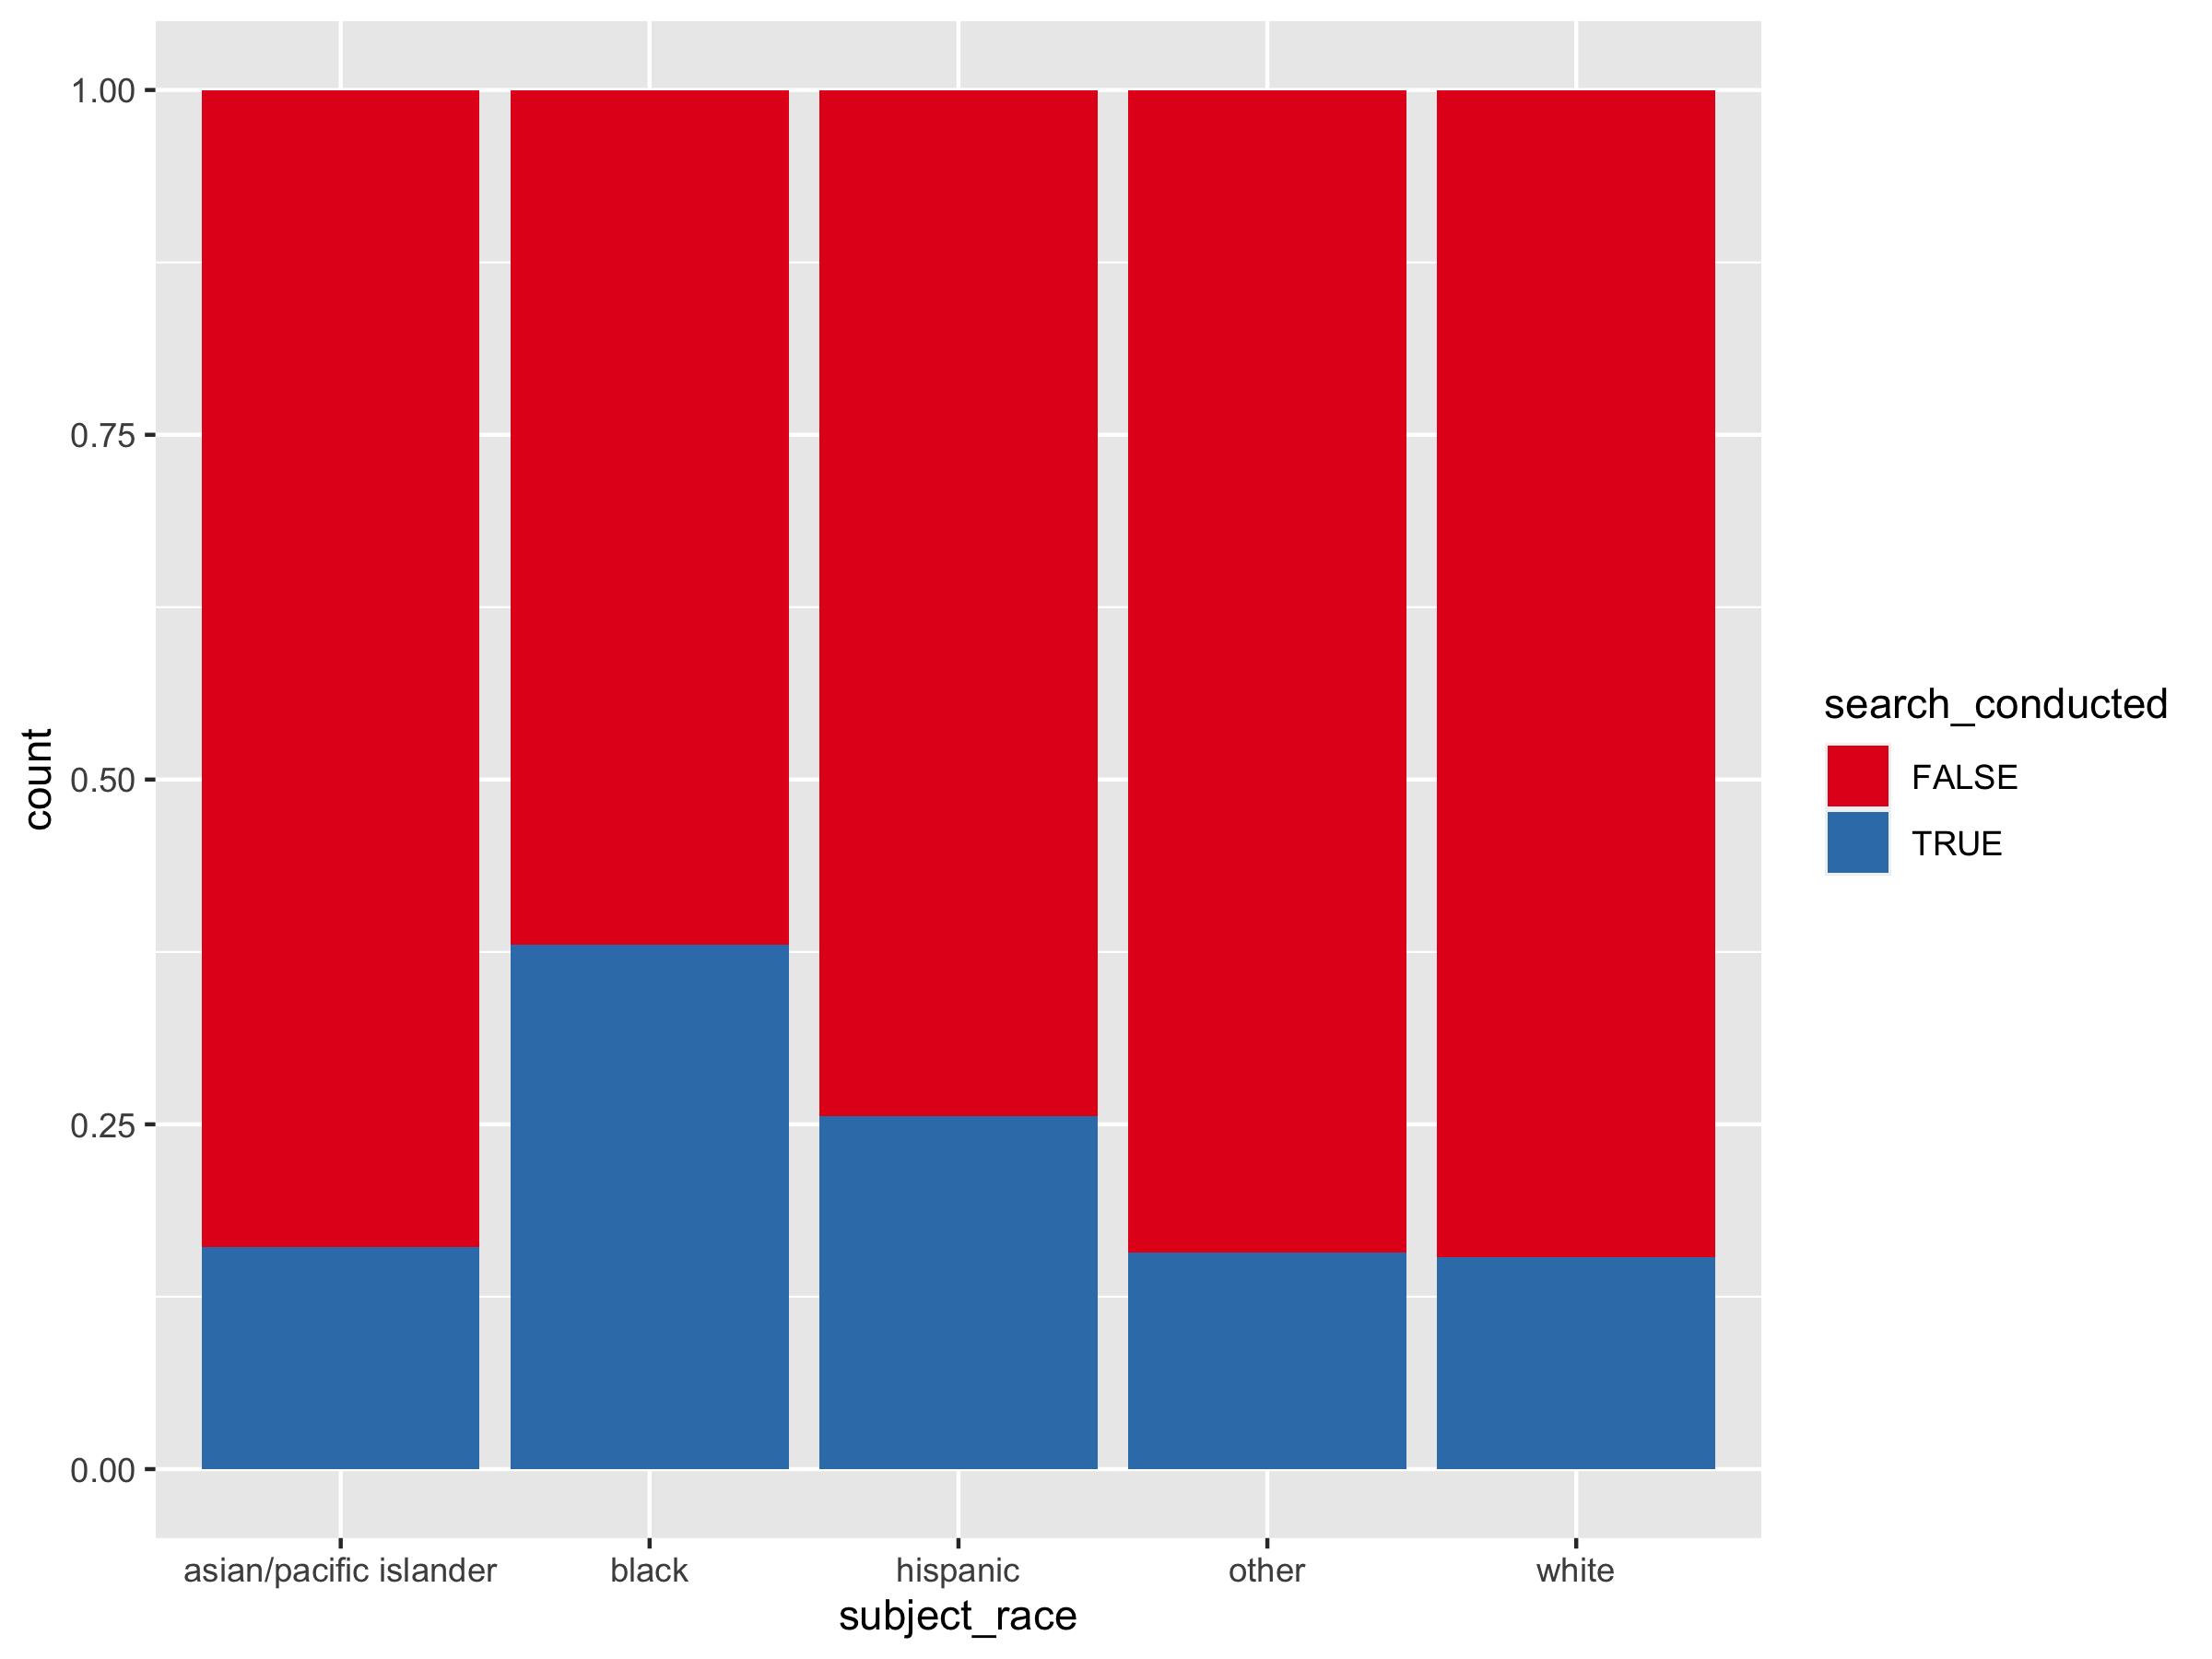 1.00
0.75
0.50
0.25
0.00
count
asian/pacific islander
black
hispanic
other
white
subject_race
search_conducted
FALSE
TRUE